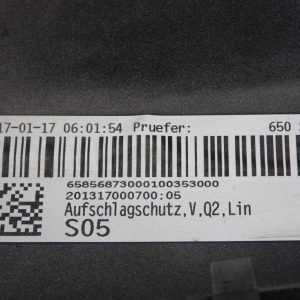 17-01-17 06:01:54 Pruefer: 650
65856873000100353000
201317000700;05
Aufschlagschutz,V,Q2,Lin
S05